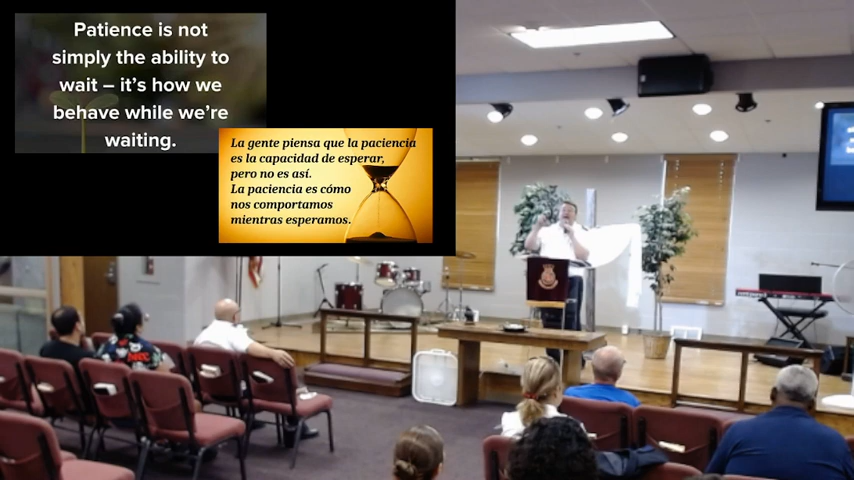 Patience is not
simply the ability to
wait – it's how we
behave while we're
waiting.
La gente piensa que la paciencia
es la capacidad de esperar,
pero no es así.
La paciencia es cómo
nos comportamos
mientras esperamos.